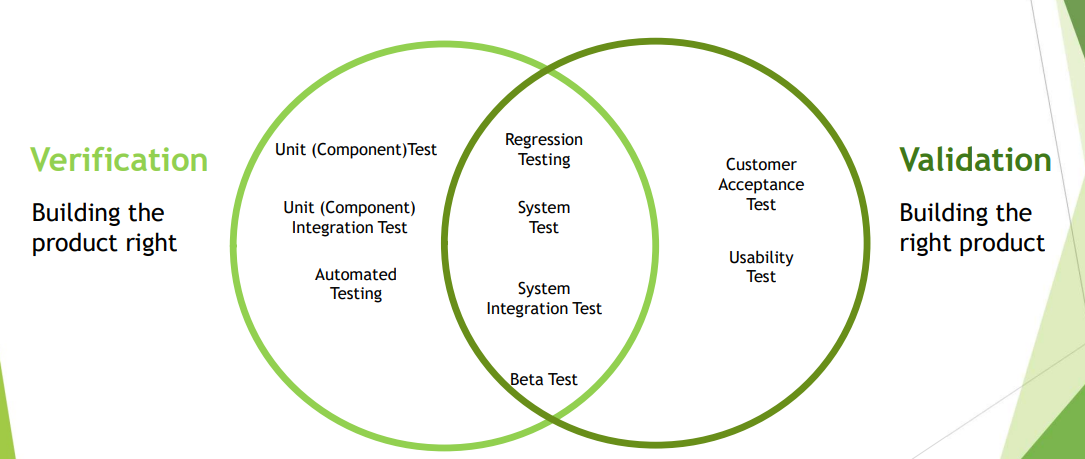 Verification
Building the
product right
Unit (Component)Test
Unit (Component)
Integration Test
Automated
Testing
Regression
Testing
System
Test
System
Integration Test
Beta Test
Customer
Acceptance
Test
Usability
Test
Validation
Building the
right product